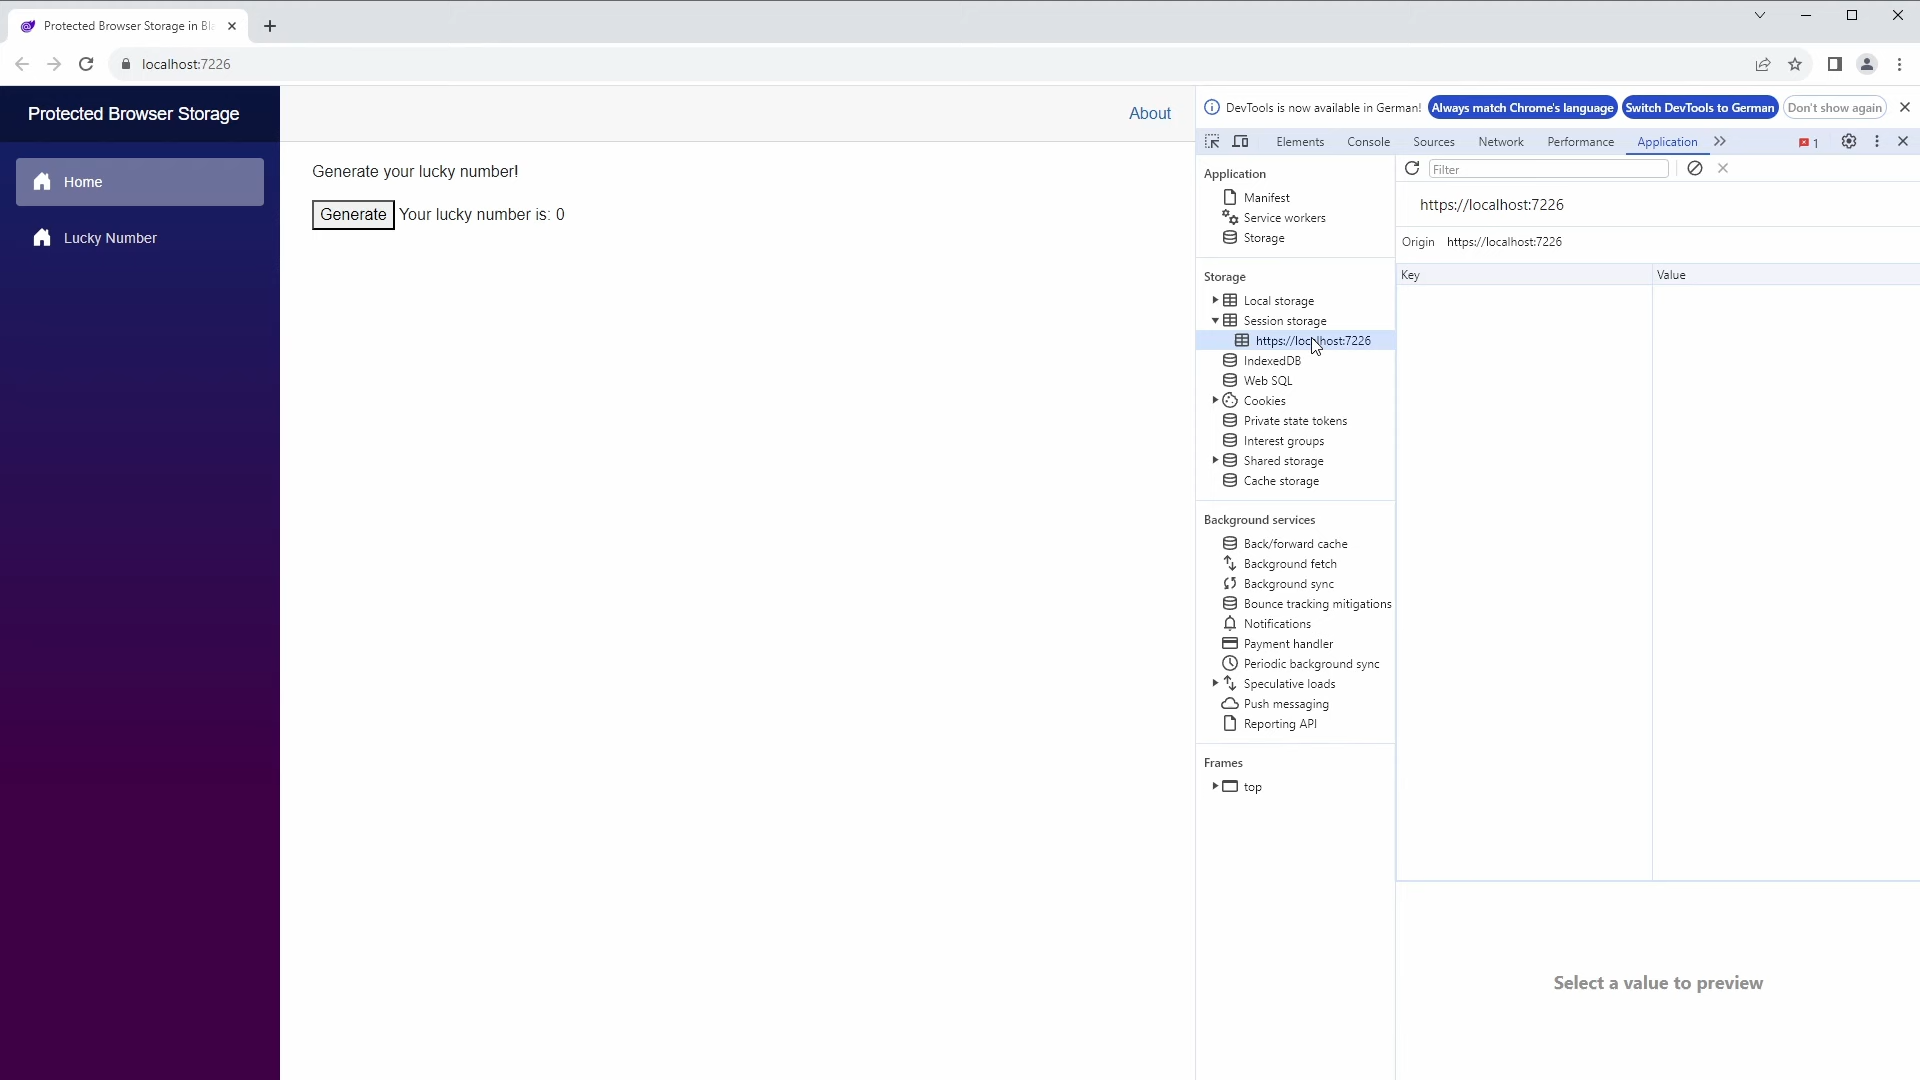 Protected Browser Storage in Bla
localhost:7226
Protected Browser Storage
Home
Lucky Number
About
Generate your lucky number!
Generate Your lucky number is: 0
DevTools is now available in German! Always match Chrome's language Switch DevTools to German Don't show again
Elements Console Sources Network Performance Application 1
Application
Manifest
Service workers
Storage
Storage
Local storage
Session storage
https://localhost:7226
IndexedDB
Web SQL
Cookies
Private state tokens
Interest groups
Shared storage
Cache storage
Background services
Back/forward cache
Background fetch
Background sync
Bounce tracking mitigations
Notifications
Payment handler
Periodic background sync
Speculative loads
Push messaging
Reporting API
Frames
top
Filter
https://localhost:7226
Origin https://localhost:7226
Key Value
Select a value to preview